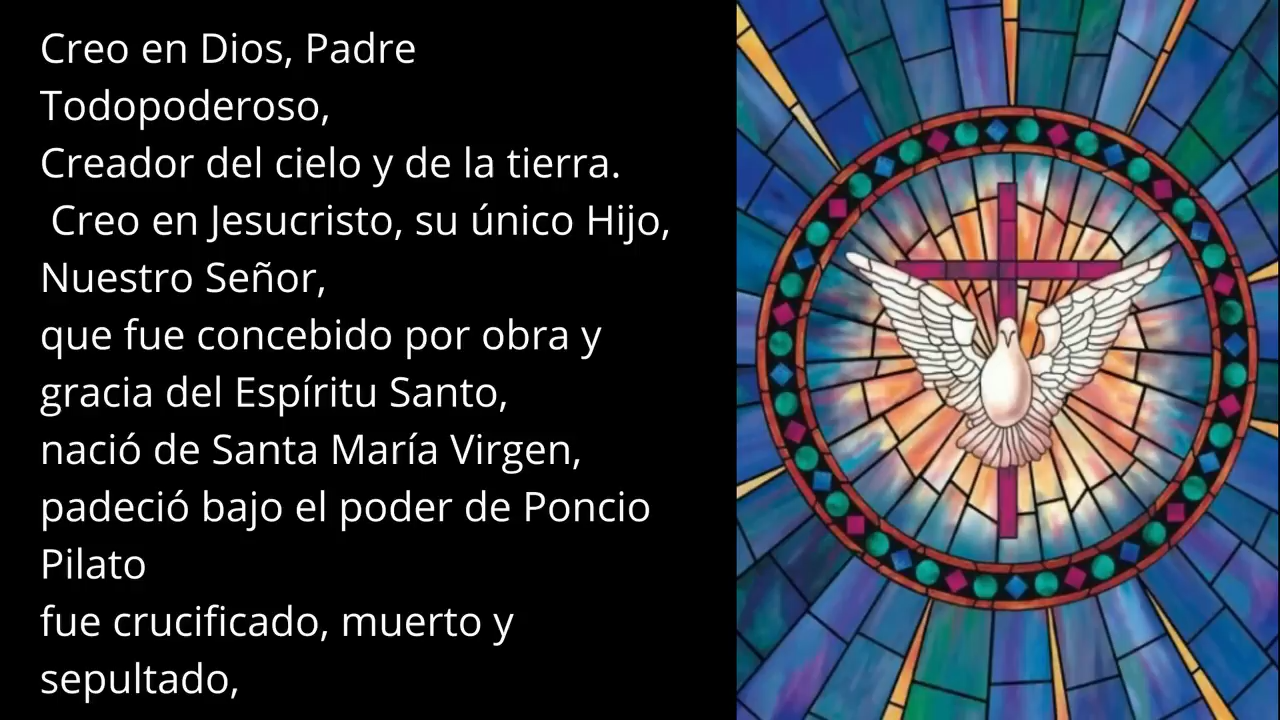 Creo en Dios, Padre
Todopoderoso,
Creador del cielo y de la tierra.
Creo en Jesucristo, su único Hijo,
Nuestro Señor,
que fue concebido por obra y
gracia del Espíritu Santo,
nació de Santa María Virgen,
padeció bajo el poder de Poncio
Pilato
fue crucificado, muerto y
sepultado,